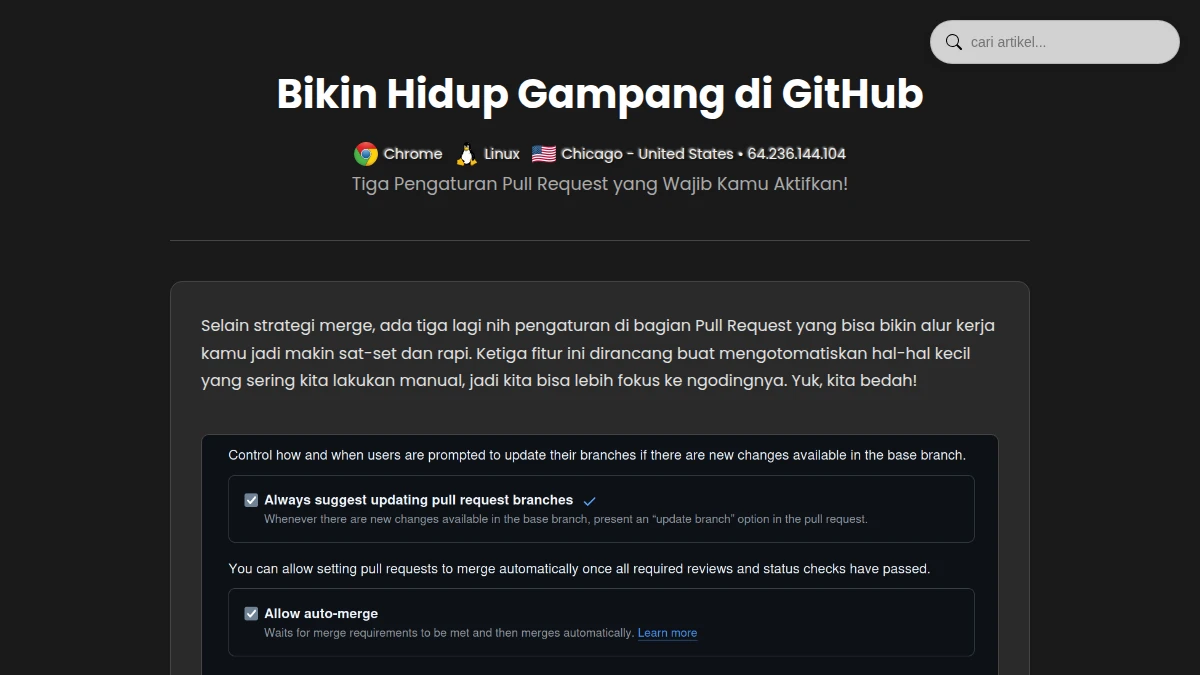 cari artikel...
Bikin Hidup Gampang di GitHub
Chrome Linux Chicago - United States • 64.236.144.104
Tiga Pengaturan Pull Request yang Wajib Kamu Aktifkan!
Selain strategi merge, ada tiga lagi nih pengaturan di bagian Pull Request yang bisa bikin alur kerja
kamu jadi makin sat-set dan rapi. Ketiga fitur ini dirancang buat mengotomatiskan hal-hal kecil
yang sering kita lakukan manual, jadi kita bisa lebih fokus ke ngodingnya. Yuk, kita bedah!
Control how and when users are prompted to update their branches if there are new changes available in the base branch.
Always suggest updating pull request branches
Whenever there are new changes available in the base branch, present an “update branch” option in the pull request.
You can allow setting pull requests to merge automatically once all required reviews and status checks have passed.
Allow auto-merge
Waits for merge requirements to be met and then merges automatically. Learn more